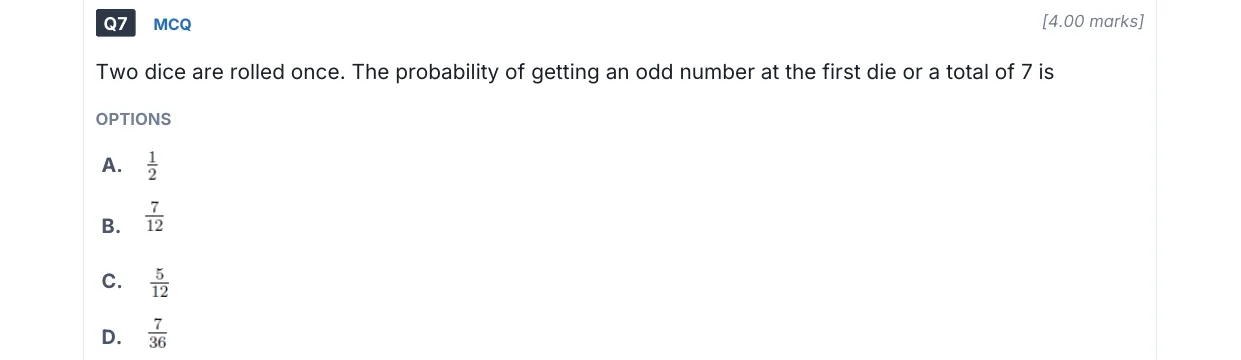 Q7 MCQ [4.00 marks]
Two dice are rolled once. The probability of getting an odd number at the first die or a total of 7 is
OPTIONS
A. 1/2
B. 7/12
C. 5/12
D. 7/36